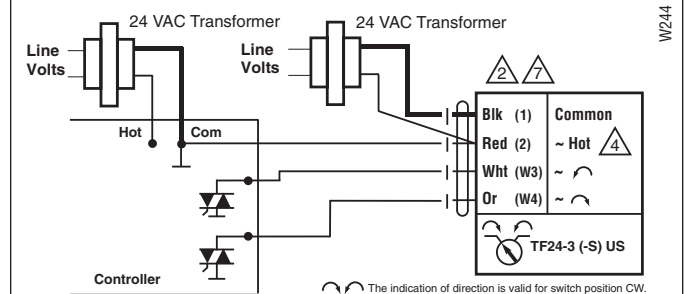 W244
24 VAC Transformer
24 VAC Transformer
Line
Volts
Line
Volts
2
7
Hot
Com
Blk (1)
Common
Red (2)
~ Hot
4
Wht (W3)
~
Or (W4)
~
TF24-3 (-S) US
Controller
The indication of direction is valid for switch position CW.